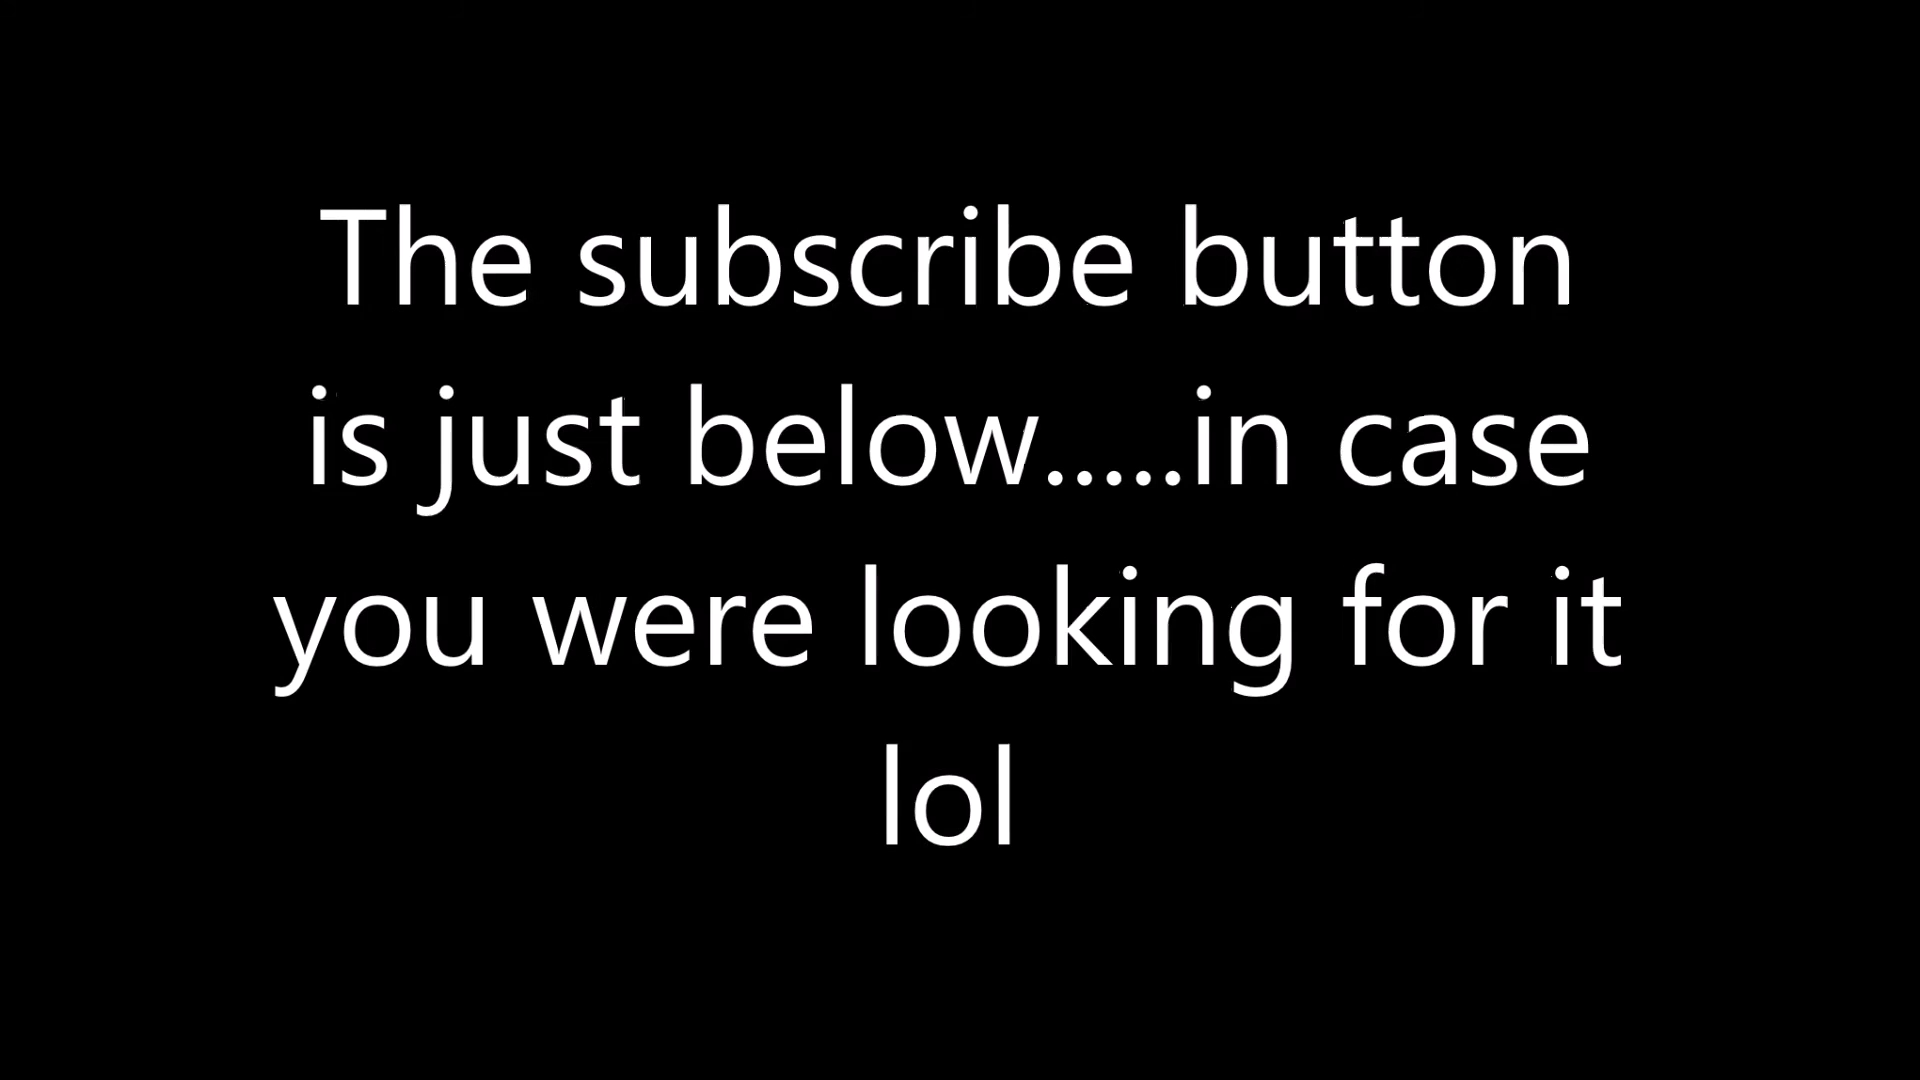 The subscribe button
is just below.....in case
you were looking for it
lol